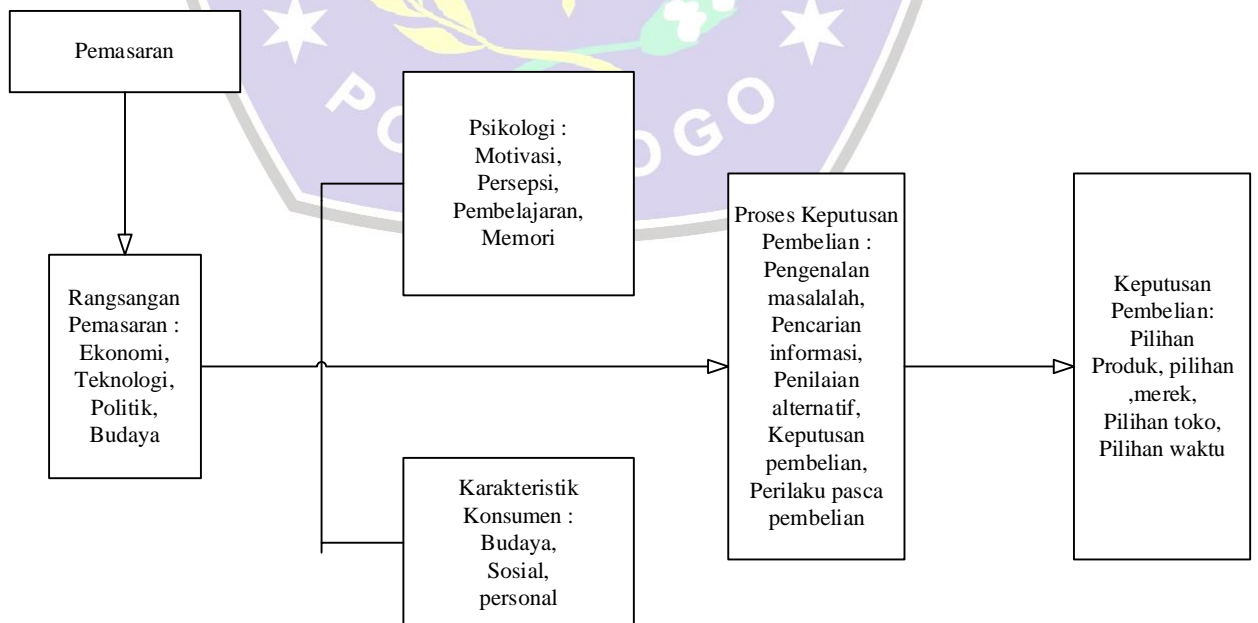 Pemasaran
Psikologi :
Motivasi,
Persepsi,
Pembelajaran,
Memori
Rangsangan
Pemasaran :
Ekonomi,
Teknologi,
Politik,
Budaya
Karakteristik
Konsumen :
Budaya,
Sosial,
personal
Proses Keputusan
Pembelian :
Pengenalan
masalalah,
Pencarian
informasi,
Penilaian
alternatif,
Keputusan
pembelian,
Perilaku pasca
pembelian
Keputusan
Pembelian:
Pilihan
Produk, pilihan
,merek,
Pilihan toko,
Pilihan waktu